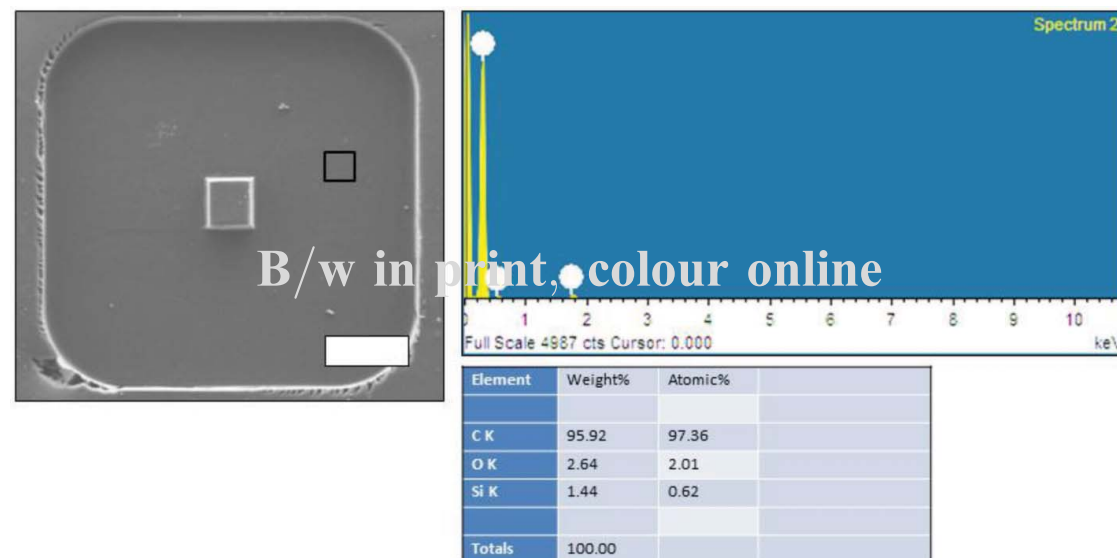 Spectrum 2
B/w in print, colour online
1 2 3 4 5 6 7 8 9 10
Full Scale 4987 cts Cursor: 0.000 keV
Element Weight% Atomic%
C K 95.92 97.36
O K 2.64 2.01
Si K 1.44 0.62
Totals 100.00